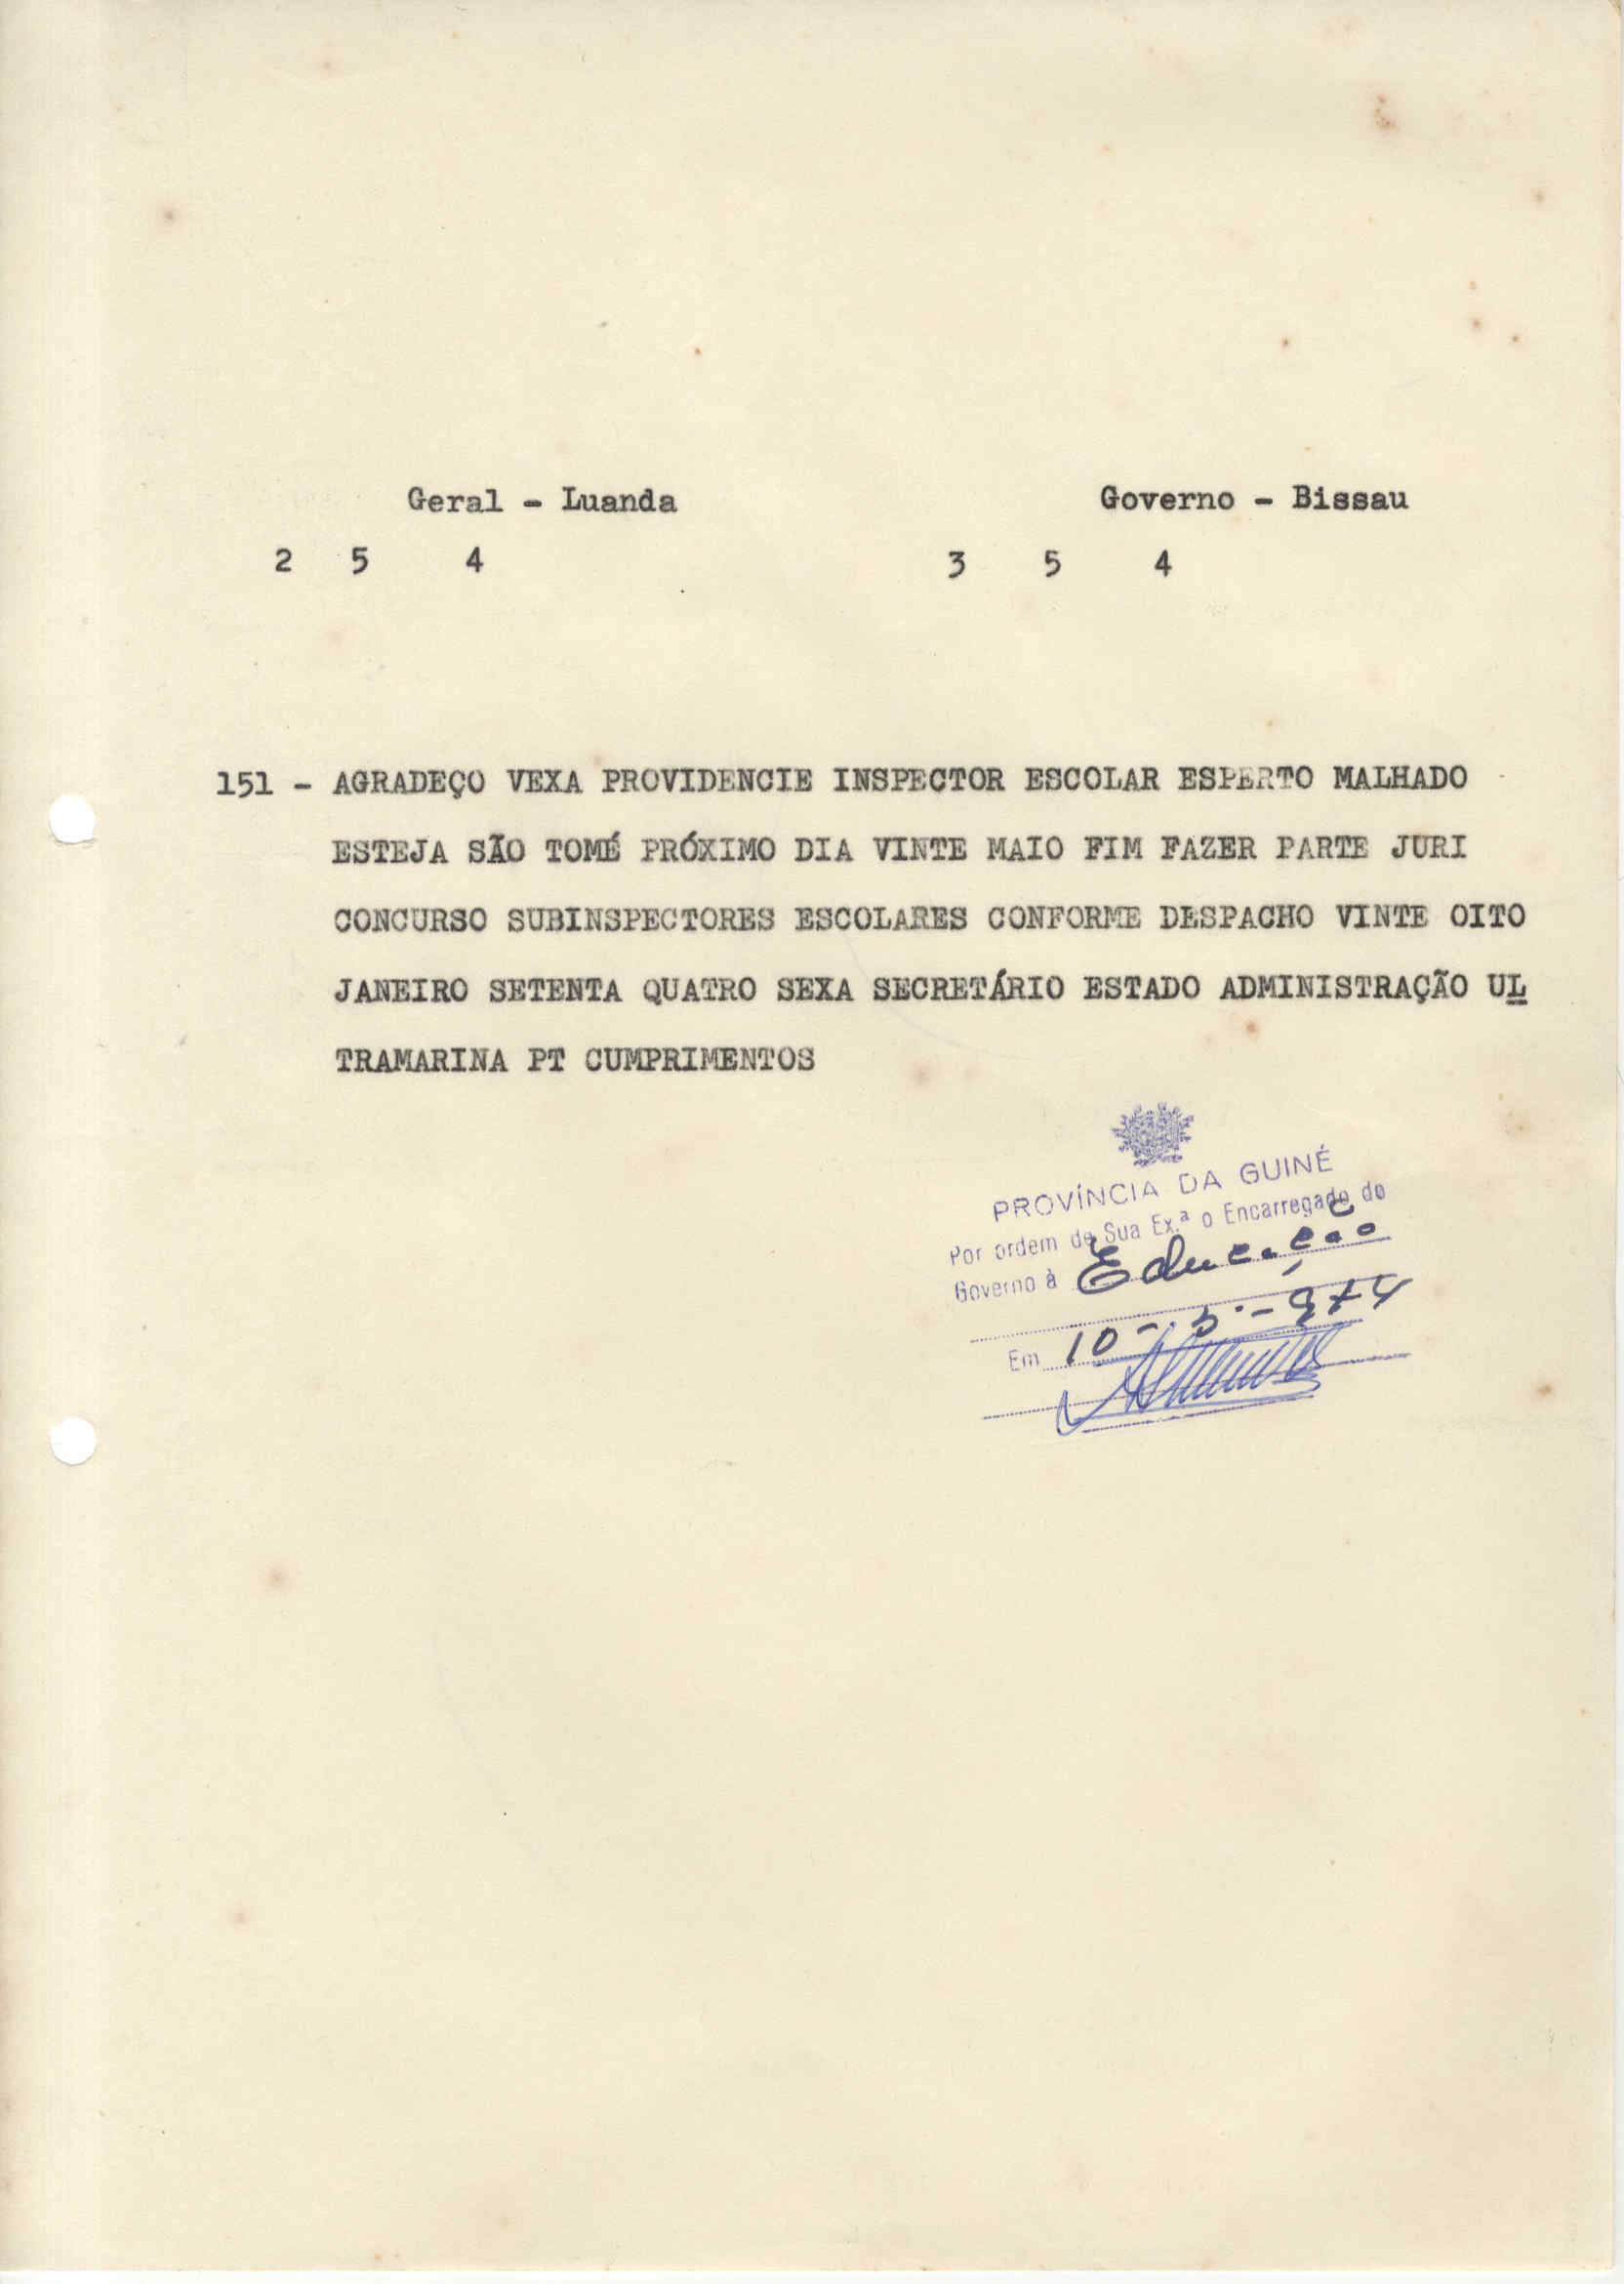 Geral - Luanda Governo - Bissau
2 5 4 3 5 4
151 - AGRADEÇO VEXA PROVIDENCIE INSPECTOR ESCOLAR ESPERTO MALHADO
ESTEJA SÃO TOMÉ PRÓXIMO DIA VINTE MAIO FIM FAZER PARTE JURI
CONCURSO SUBINSPECTORES ESCOLARES CONFORME DESPACHO VINTE OITO
JANEIRO SETENTA QUATRO SEXA SECRETÁRIO ESTADO ADMINISTRAÇÃO UL
TRAMARINA PT CUMPRIMENTOS
PROVÍNCIA DA GUINÉ
Por ordem de Sua Ex.ª o Encarregado do
Governo à Educação
Em 10-5-974